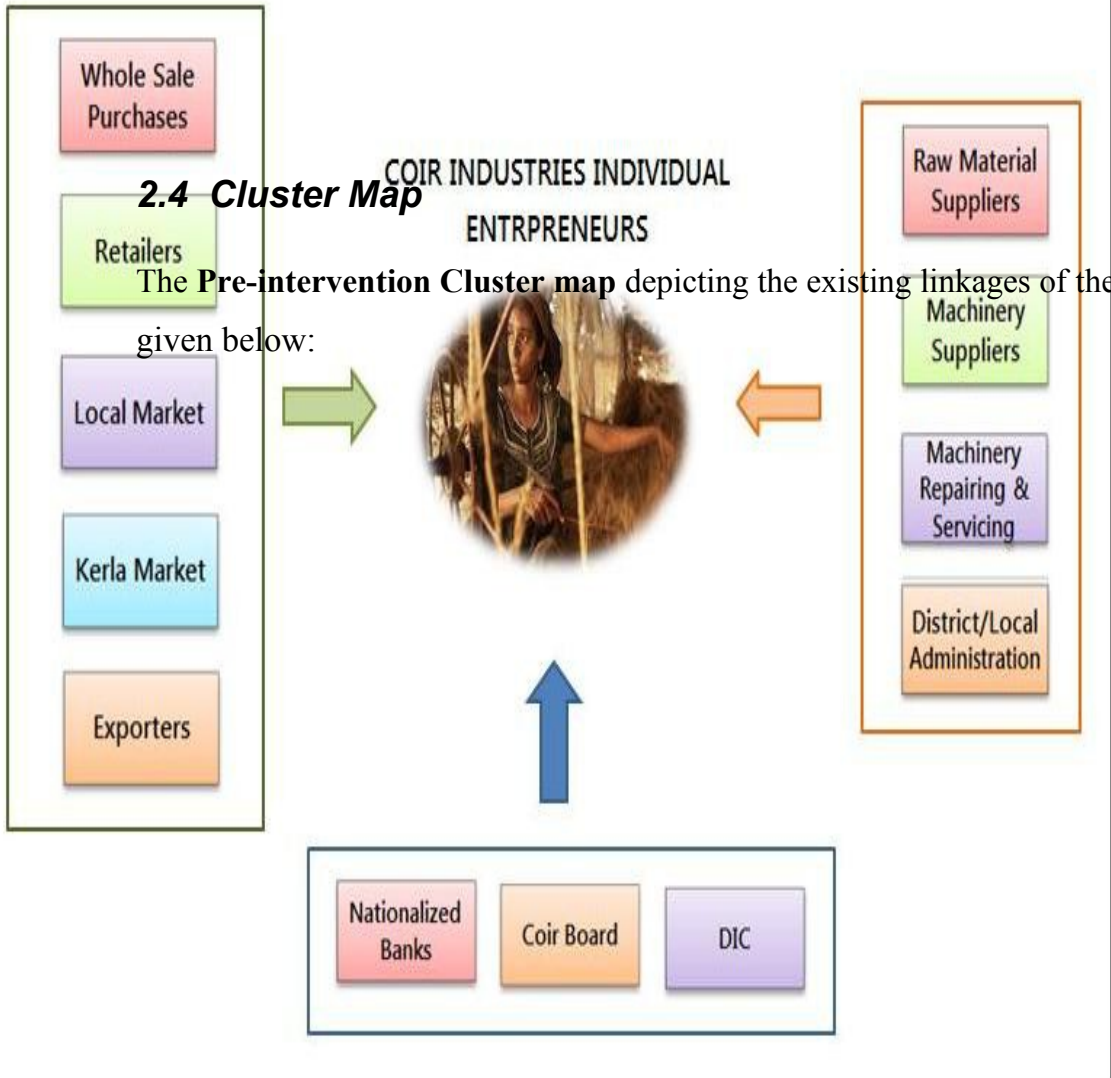 Whole Sale
Purchases
Retailers
Local Market
Kerla Market
Exporters
COIR INDUSTRIES INDIVIDUAL
ENTRPRENEURS
2.4 Cluster Map
The Pre-intervention Cluster map depicting the existing linkages of the
given below:
Raw Material
Suppliers
Machinery
Suppliers
Machinery
Repairing &
Servicing
District/Local
Administration
Nationalized
Banks
Coir Board
DIC